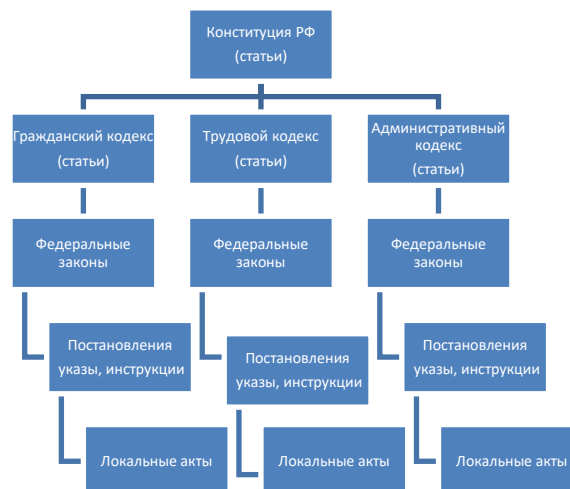 Конституция РФ
(статьи)
Гражданский кодекс
(статьи)
Трудовой кодекс
(статьи)
Административный
кодекс
(статьи)
Федеральные
законы
Федеральные
законы
Федеральные
законы
Постановления
указы, инструкции
Постановления
указы, инструкции
Постановления
указы, инструкции
Локальные акты
Локальные акты
Локальные акты